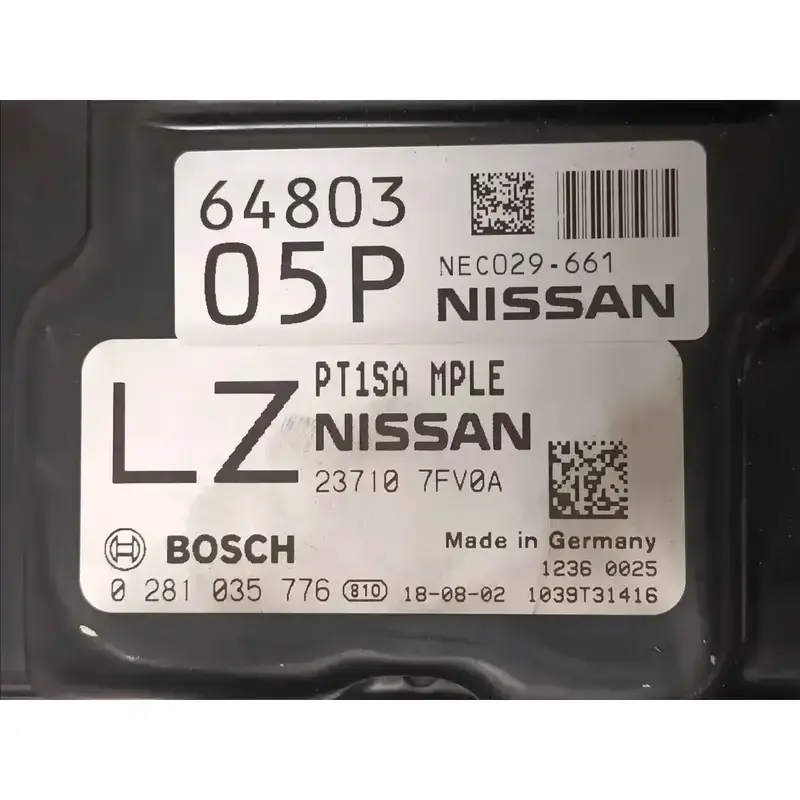 64803
05P
NEC029-661
NISSAN
LZ
PT1SA MPLE
NISSAN
23710 7FV0A
BOSCH
Made in Germany
1236 0025
0 281 035 776 810 18-08-02 1039T31416